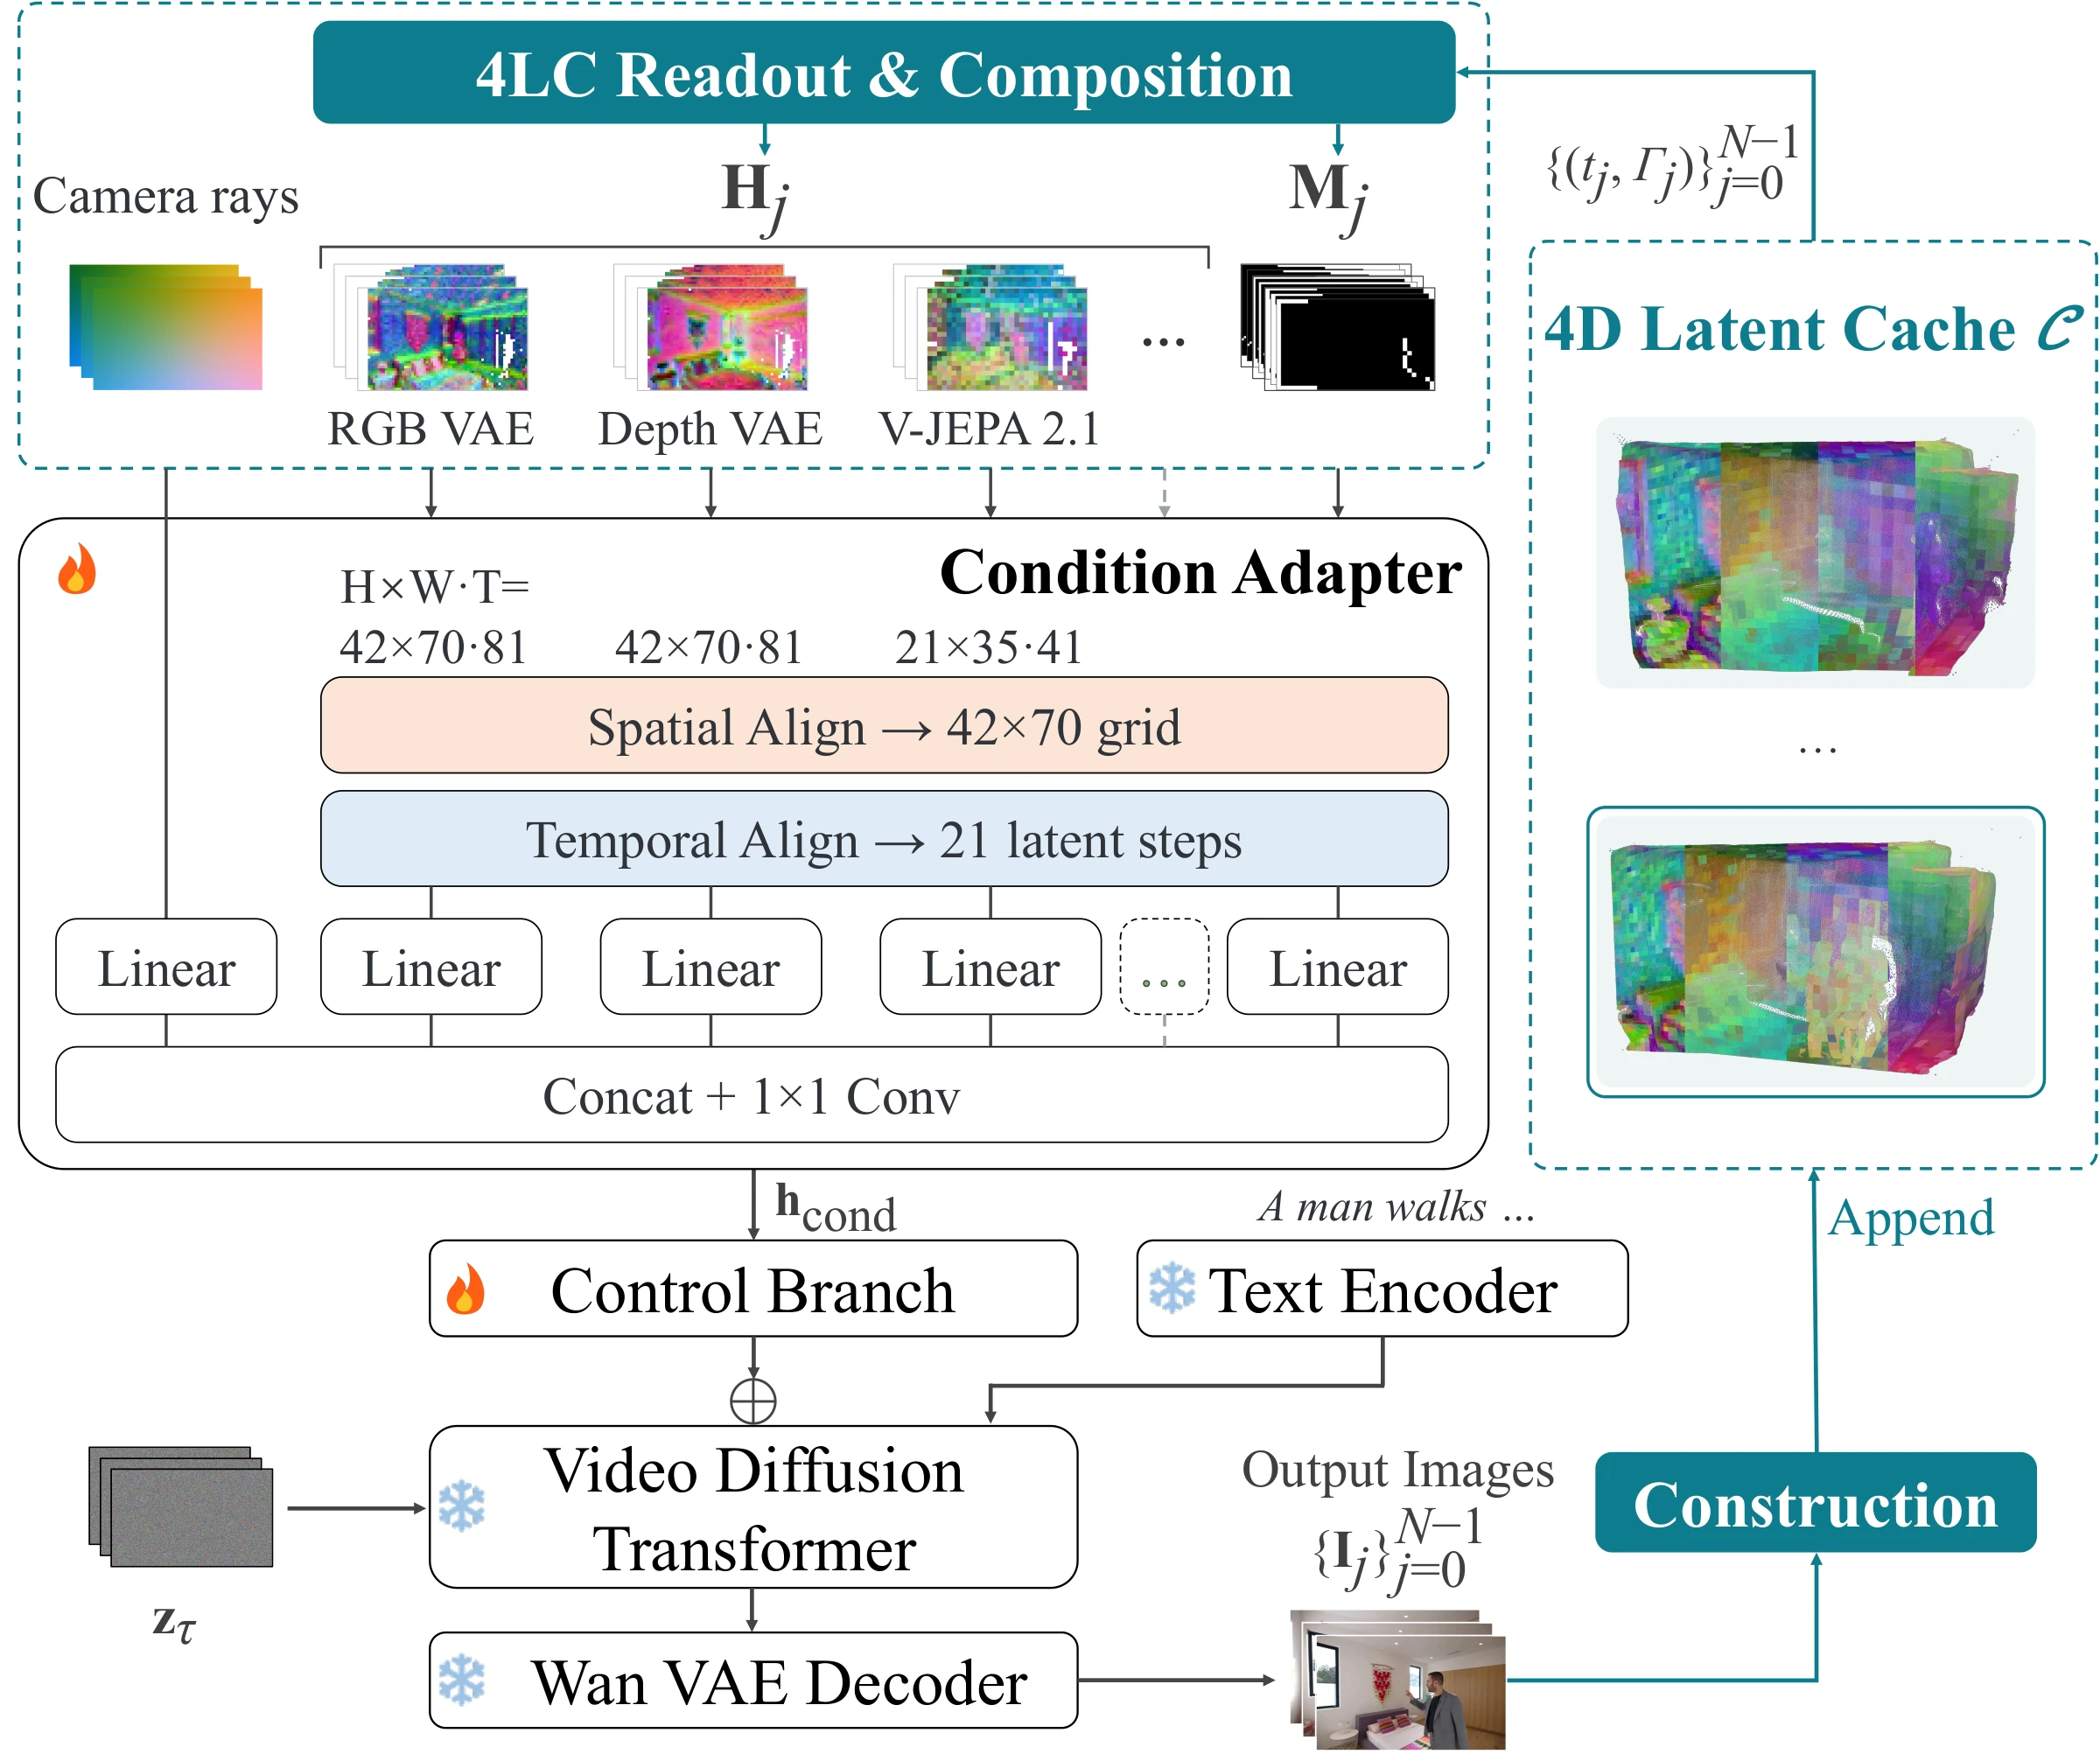 4LC Readout & Composition
Camera rays
H_j
M_j
{(t_j, Γ_j)}_{j=0}^{N−1}
RGB VAE
Depth VAE
V-JEPA 2.1
...
4D Latent Cache 𝒞
...
Condition Adapter
H×W·T=
42×70·81
42×70·81
21×35·41
Spatial Align → 42×70 grid
Temporal Align → 21 latent steps
Linear
Linear
Linear
Linear
...
Linear
Concat + 1×1 Conv
h_cond
A man walks ...
Append
Control Branch
Text Encoder
Video Diffusion
Transformer
z_τ
Output Images
{I_j}_{j=0}^{N−1}
Construction
Wan VAE Decoder